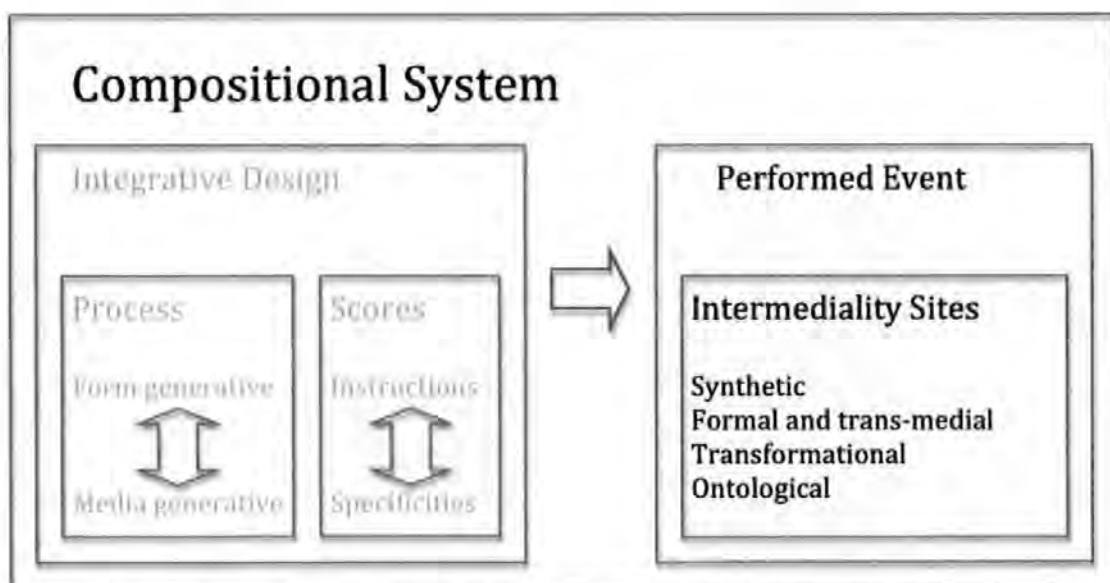 Compositional System
Integrative Design
Process
Form generative
Media generative
Scores
Instructions
Specificities
Performed Event
Intermediality Sites
Synthetic
Formal and trans-medial
Transformational
Ontological